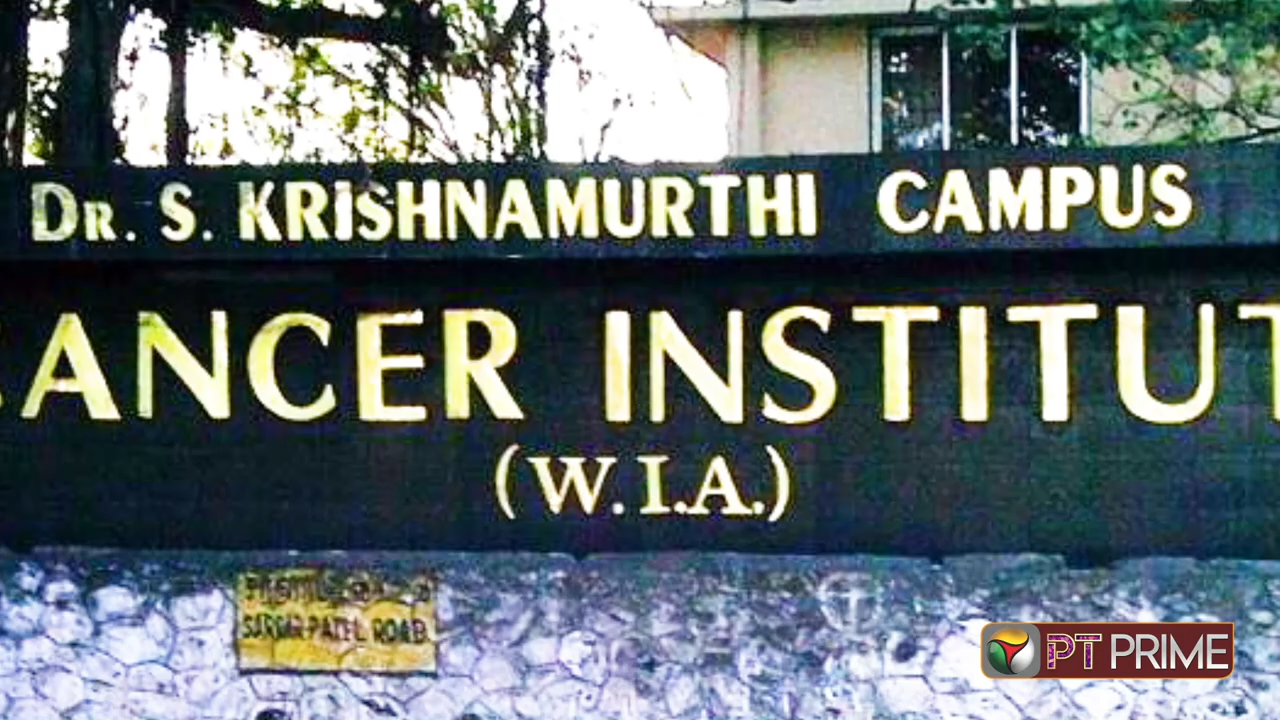 DR. S. KRISHNAMURTHI CAMPUS
ANCER INSTITUT
(W.I.A.)
SARDAR PATEL ROAD.
PT PRIME